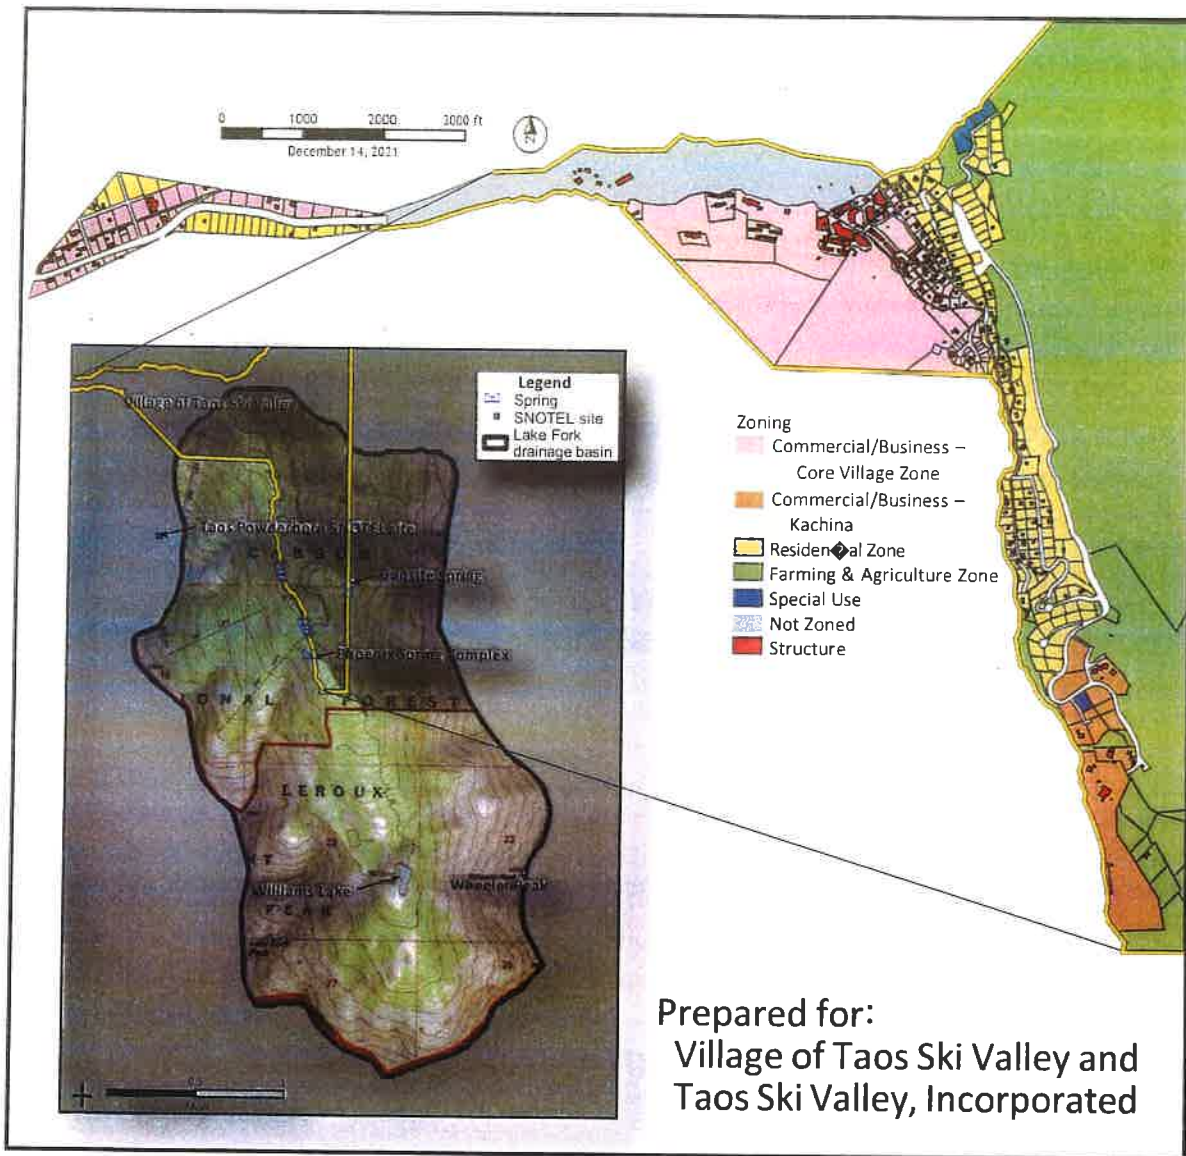 0 1000 2000 3000 ft
December 14, 2021
N
Legend
Spring
SNOTEL site
Lake Fork
drainage basin
Village of Taos Ski Valley
Taos Powderhorn SNOTEL site
Gunsite Spring
Phoenix Spring Complex
FOREST
LEROUX
Williams Lake
Wheeler Peak
PEAK
Zoning
Commercial/Business –
Core Village Zone
Commercial/Business –
Kachina
Residen�al Zone
Farming & Agriculture Zone
Special Use
Not Zoned
Structure
Prepared for:
Village of Taos Ski Valley and
Taos Ski Valley, Incorporated